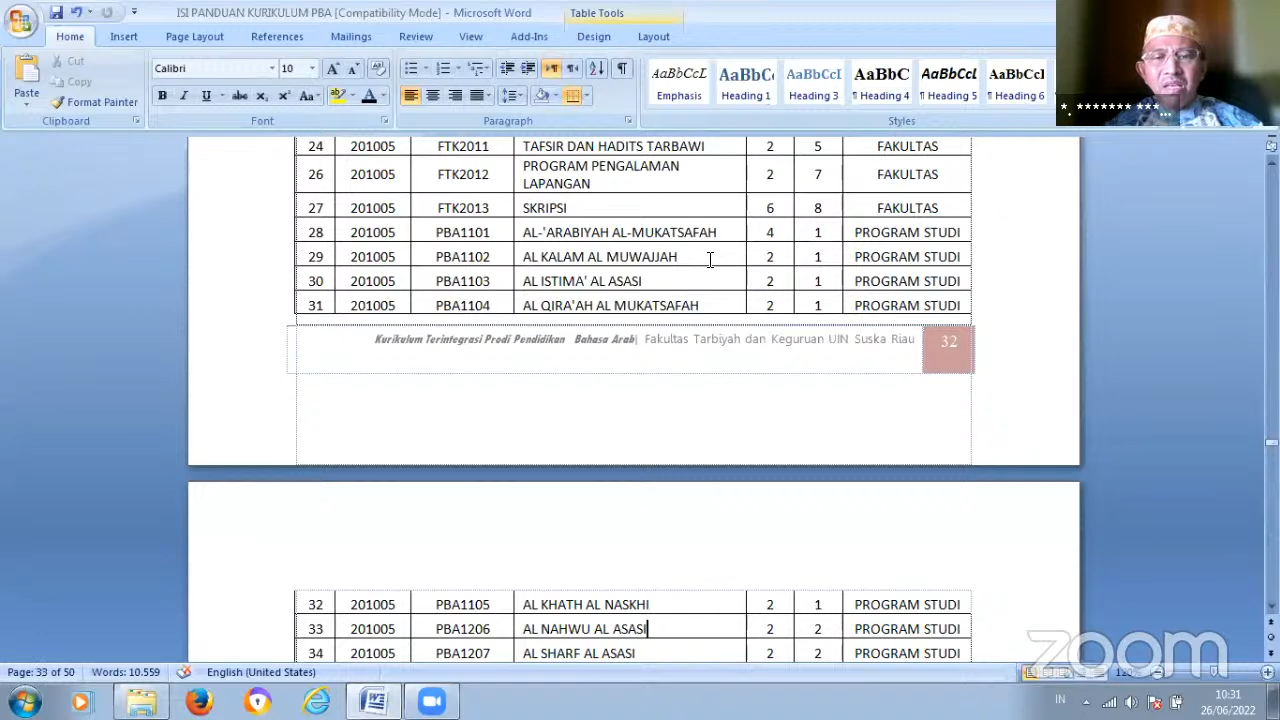 ISI PANDUAN KURIKULUM PBA [Compatibility Mode] - Microsoft Word
Table Tools
Home Insert Page Layout References Mailings Review View Add-Ins Design Layout
Paste
Cut
Copy
Format Painter
Clipboard
Calibri 10
Font
Paragraph
AaBbCcL AaBbCc AaBbCcL AaBbC AaBbCcL AaBbCcI
Emphasis Heading 1 Heading 3 ¶ Heading 4 ¶ Heading 5 ¶ Heading 6
Styles
*. ******* ***...
24 201005 FTK2011 TAFSIR DAN HADITS TARBAWI 2 5 FAKULTAS
26 201005 FTK2012 PROGRAM PENGALAMAN LAPANGAN 2 7 FAKULTAS
27 201005 FTK2013 SKRIPSI 6 8 FAKULTAS
28 201005 PBA1101 AL-'ARABIYAH AL-MUKATSAFAH 4 1 PROGRAM STUDI
29 201005 PBA1102 AL KALAM AL MUWAJJAH 2 1 PROGRAM STUDI
30 201005 PBA1103 AL ISTIMA' AL ASASI 2 1 PROGRAM STUDI
31 201005 PBA1104 AL QIRA'AH AL MUKATSAFAH 2 1 PROGRAM STUDI
Kurikulum Terintegrasi Prodi Pendidikan Bahasa Arab| Fakultas Tarbiyah dan Keguruan UIN Suska Riau 32
32 201005 PBA1105 AL KHATH AL NASKHI 2 1 PROGRAM STUDI
33 201005 PBA1206 AL NAHWU AL ASASI 2 2 PROGRAM STUDI
34 201005 PBA1207 AL SHARF AL ASASI 2 2 PROGRAM STUDI
zoom
Page: 33 of 50 Words: 10.559 English (United States)
IN
10:31
26/06/2022